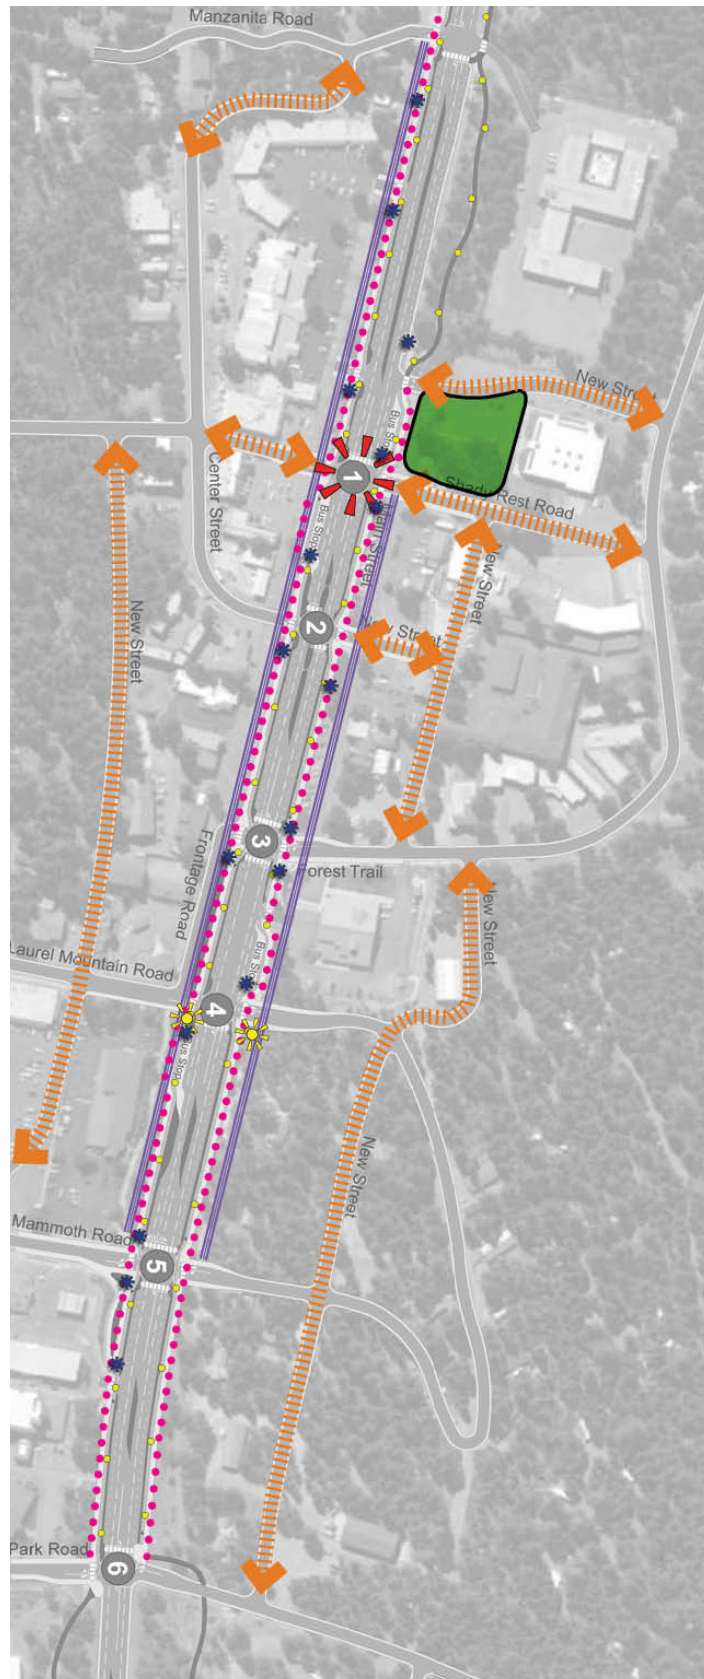 Manzanita Road
New Street
Bus Stop
1
Shady Rest Road
Center Street
Bus Stop
Main Street
New Street
2
New Street
New Street
3
Forest Trail
Frontage Road
New Street
Bus Stop
Laurel Mountain Road
4
Bus Stop
New Street
Mammoth Road
5
Park Road
6